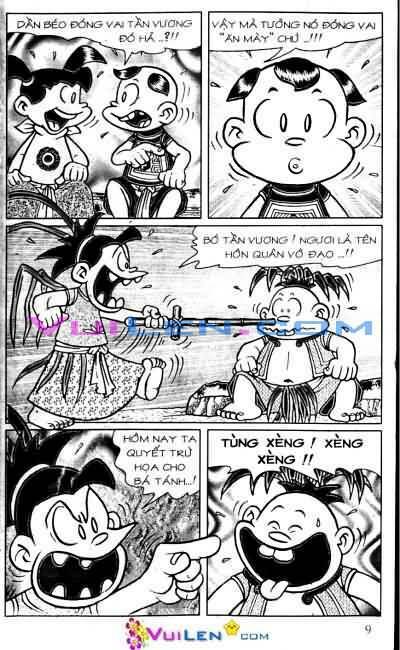 DẦN BÉO ĐÓNG VAI TẦN VƯƠNG
ĐÓ HẢ ..?!!
VẬY MÀ TƯỞNG NÓ ĐÓNG VAI
"ĂN MÀY" CHỨ ..!!!
BỚ TẦN VƯƠNG ! NGƯƠI LÀ TÊN
HÔN QUÂN VÔ ĐẠO ..!!
VUILEN.COM
HÔM NAY TA
QUYẾT TRỪ
HỌA CHO
BÁ TÁNH..!
TÙNG XÈNG ! XÈNG
XÈNG !!
9
VUILEN.COM